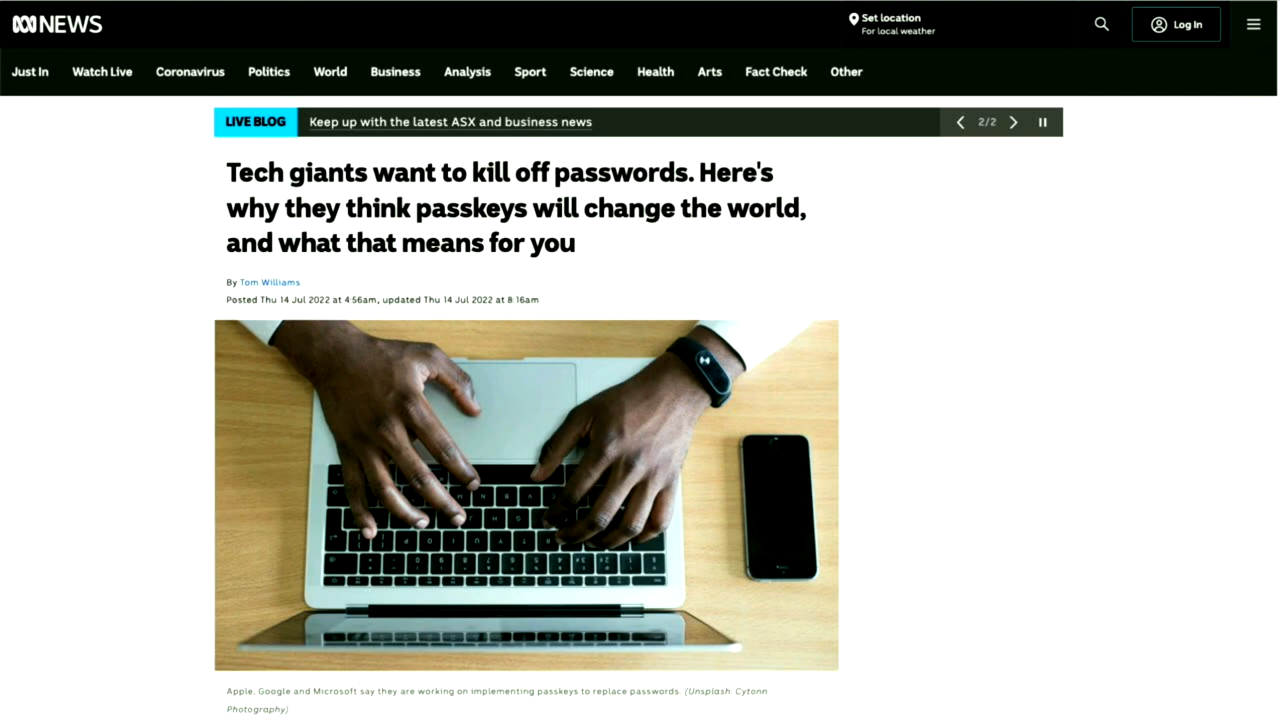 NEWS
Set location
For local weather
Log In
Just In Watch Live Coronavirus Politics World Business Analysis Sport Science Health Arts Fact Check Other
LIVE BLOG Keep up with the latest ASX and business news 2/2
Tech giants want to kill off passwords. Here's
why they think passkeys will change the world,
and what that means for you
By Tom Williams
Posted Thu 14 Jul 2022 at 4:56am, updated Thu 14 Jul 2022 at 8:16am
Apple, Google and Microsoft say they are working on implementing passkeys to replace passwords. (Unsplash: Cytonn
Photography)